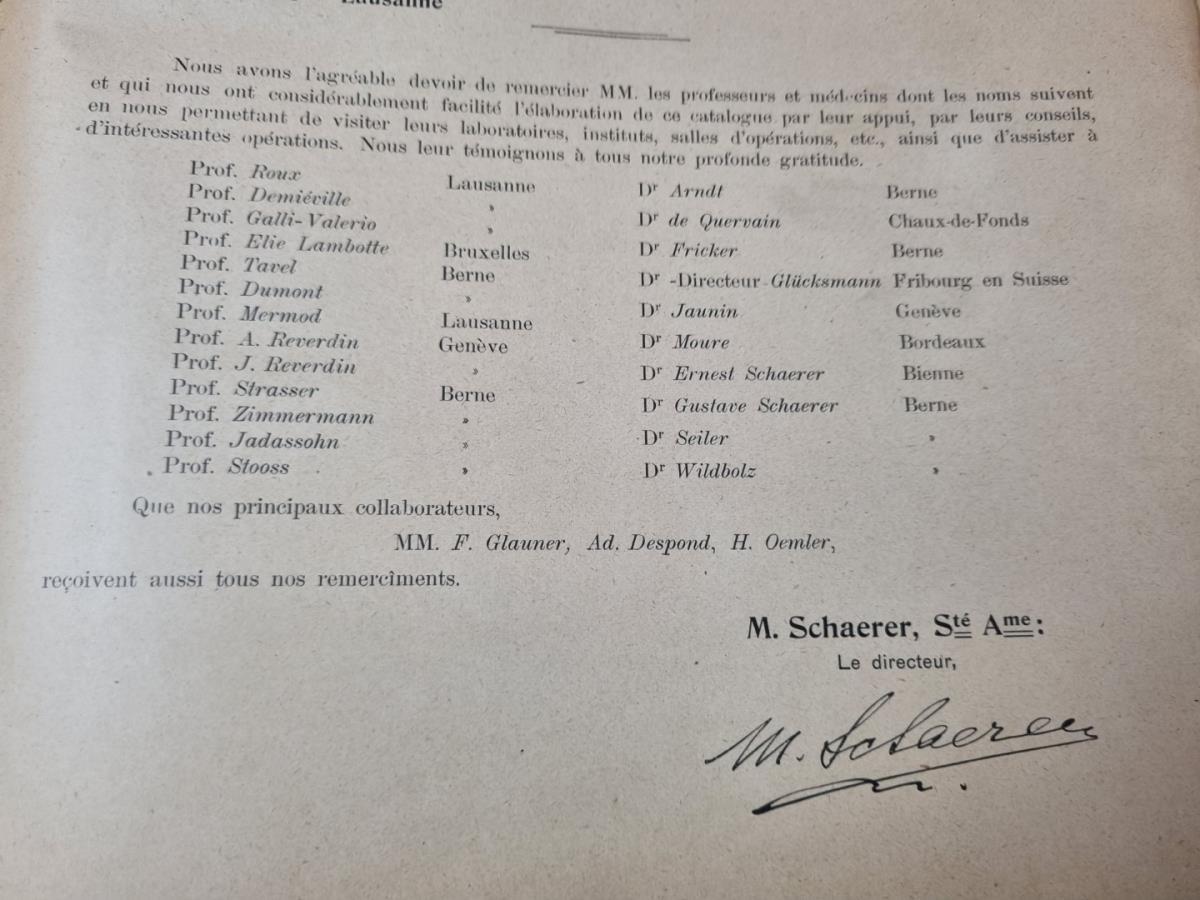 Lausanne
Nous avons l'agréable devoir de remercier MM. les professeurs et médecins dont les noms suivent
et qui nous ont considérablement facilité l'élaboration de ce catalogue par leur appui, par leurs conseils,
en nous permettant de visiter leurs laboratoires, instituts, salles d'opérations, etc., ainsi que d'assister à
d'intéressantes opérations. Nous leur témoignons à tous notre profonde gratitude.
Prof. Roux Lausanne Dr Arndt Berne
Prof. Demiéville » Dr de Quervain Chaux-de-Fonds
Prof. Galli-Valerio » Dr Fricker Berne
Prof. Elie Lambotte Bruxelles Dr -Directeur Glücksmann Fribourg en Suisse
Prof. Tavel Berne Dr Jaunin Genève
Prof. Dumont » Dr Moure Bordeaux
Prof. Mermod Lausanne Dr Ernest Schaerer Bienne
Prof. A. Reverdin Genève Dr Gustave Schaerer Berne
Prof. J. Reverdin » Dr Seiler »
Prof. Strasser Berne Dr Wildbolz »
Prof. Zimmermann »
Prof. Jadassohn »
Prof. Stooss »
Que nos principaux collaborateurs,
MM. F. Glauner, Ad. Despond, H. Oemler,
reçoivent aussi tous nos remercîments.
M. Schaerer, Sté Ame:
Le directeur,
M. Schaerer